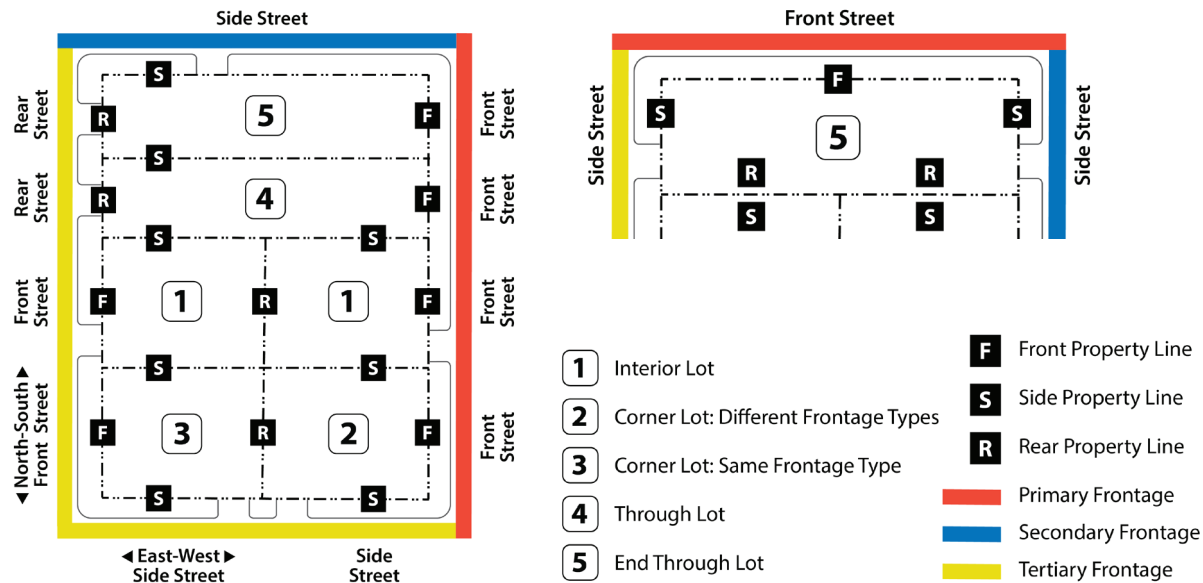 Side Street
S
R
5
F
Rear
Street
Front
Street
S
R
4
F
Rear
Street
Front
Street
S
S
F
1
R
1
F
Front
Street
Front
Street
S
S
F
3
R
2
F
◄ North-South ►
Front Street
Front
Street
S
S
◄ East-West ►
Side Street
Side
Street
Front Street
F
S
S
5
Side Street
Side Street
R
R
S
S
1 Interior Lot
2 Corner Lot: Different Frontage Types
3 Corner Lot: Same Frontage Type
4 Through Lot
5 End Through Lot
F Front Property Line
S Side Property Line
R Rear Property Line
Primary Frontage
Secondary Frontage
Tertiary Frontage